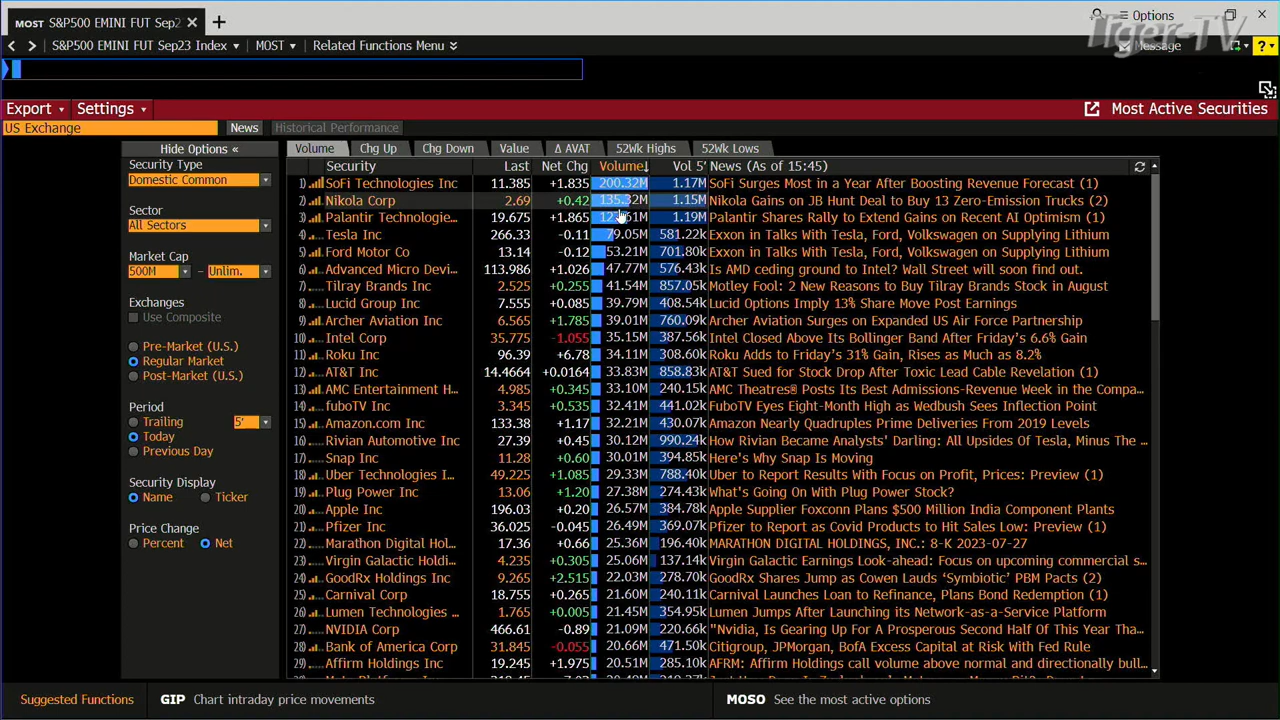 MOST S&P500 EMINI FUT Sep2 × +
Options
Tiger-TV
< > S&P500 EMINI FUT Sep23 Index MOST Related Functions Menu
Message
?
Export Settings Most Active Securities
US Exchange News Historical Performance
Hide Options «
Security Type
Domestic Common
Sector
All Sectors
Market Cap
500M – Unlim.
Exchanges
Use Composite
Pre-Market (U.S.)
Regular Market
Post-Market (U.S.)
Period
Trailing 5'
Today
Previous Day
Security Display
Name Ticker
Price Change
Percent Net
Volume Chg Up Chg Down Value Δ AVAT 52Wk Highs 52Wk Lows
Security Last Net Chg Volume↓ Vol 5' News (As of 15:45)
1) SoFi Technologies Inc 11.385 +1.835 200.32M 1.17M SoFi Surges Most in a Year After Boosting Revenue Forecast (1)
2) Nikola Corp 2.69 +0.42 135.32M 1.15M Nikola Gains on JB Hunt Deal to Buy 13 Zero-Emission Trucks (2)
3) Palantir Technologie... 19.675 +1.865 1.19M Palantir Shares Rally to Extend Gains on Recent AI Optimism (1)
4) Tesla Inc 266.33 -0.11 79.05M 581.22k Exxon in Talks With Tesla, Ford, Volkswagen on Supplying Lithium
5) Ford Motor Co 13.14 -0.12 53.21M 701.80k Exxon in Talks With Tesla, Ford, Volkswagen on Supplying Lithium
6) Advanced Micro Devi... 113.986 +1.026 47.77M 576.43k Is AMD ceding ground to Intel? Wall Street will soon find out.
7) Tilray Brands Inc 2.525 +0.255 41.54M 857.05k Motley Fool: 2 New Reasons to Buy Tilray Brands Stock in August
8) Lucid Group Inc 7.555 +0.085 39.79M 408.54k Lucid Options Imply 13% Share Move Post Earnings
9) Archer Aviation Inc 6.565 +1.785 39.01M 760.09k Archer Aviation Surges on Expanded US Air Force Partnership
10) Intel Corp 35.775 -1.055 35.15M 387.56k Intel Closed Above Its Bollinger Band After Friday's 6.6% Gain
11) Roku Inc 96.39 +6.78 34.11M 308.60k Roku Adds to Friday's 31% Gain, Rises as Much as 8.2%
12) AT&T Inc 14.4664 +0.0164 33.83M 858.83k AT&T Sued for Stock Drop After Toxic Lead Cable Revelation (1)
13) AMC Entertainment H... 4.985 +0.345 33.10M 240.15k AMC Theatres® Posts Its Best Admissions-Revenue Week in the Compa...
14) fuboTV Inc 3.345 +0.535 32.41M 441.02k FuboTV Eyes Eight-Month High as Wedbush Sees Inflection Point
15) Amazon.com Inc 133.38 +1.17 32.21M 430.07k Amazon Nearly Quadruples Prime Deliveries From 2019 Levels
16) Rivian Automotive Inc 27.39 +0.45 30.12M 990.24k How Rivian Became Analysts' Darling: All Upsides Of Tesla, Minus The ...
17) Snap Inc 11.28 +0.60 30.01M 394.85k Here's Why Snap Is Moving
18) Uber Technologies I... 49.225 +1.085 29.33M 788.40k Uber to Report Results With Focus on Profit, Prices: Preview (1)
19) Plug Power Inc 13.06 +1.20 27.38M 274.43k What's Going On With Plug Power Stock?
20) Apple Inc 196.03 +0.20 26.57M 384.78k Apple Supplier Foxconn Plans $500 Million India Component Plants
21) Pfizer Inc 36.025 -0.045 26.49M 369.07k Pfizer to Report as Covid Products to Hit Sales Low: Preview (1)
22) Marathon Digital Hol... 17.36 +0.66 25.36M 196.40k MARATHON DIGITAL HOLDINGS, INC.: 8-K 2023-07-27
23) Virgin Galactic Holdi... 4.235 +0.305 25.06M 137.14k Virgin Galactic Earnings Look-ahead: Focus on upcoming commercial s...
24) GoodRx Holdings Inc 9.265 +2.515 22.03M 278.70k GoodRx Shares Jump as Cowen Lauds 'Symbiotic' PBM Pacts (2)
25) Carnival Corp 18.755 +0.265 21.60M 240.11k Carnival Launches Loan to Refinance, Plans Bond Redemption (1)
26) Lumen Technologies ... 1.765 +0.005 21.45M 354.95k Lumen Jumps After Launching its Network-as-a-Service Platform
27) NVIDIA Corp 466.61 -0.89 21.09M 220.66k "Nvidia, Is Gearing Up For A Prosperous Second Half Of This Year Tha...
28) Bank of America Corp 31.845 -0.055 20.66M 471.50k Citigroup, JPMorgan, BofA Excess Capital at Risk With Fed Rule
29) Affirm Holdings Inc 19.245 +1.975 20.51M 285.10k AFRM: Affirm Holdings call volume above normal and directionally bull...
Suggested Functions GIP Chart intraday price movements MOSO See the most active options